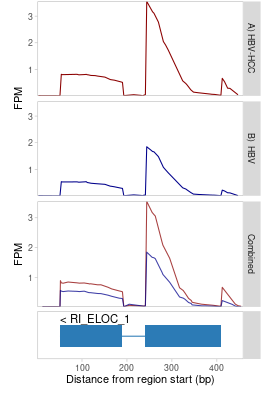 3
2
1
A) HBV-HCC
FPM
3
2
1
B) HBV
3
2
1
FPM
Combined
< RI_ELOC_1
100 200 300 400
Distance from region start (bp)